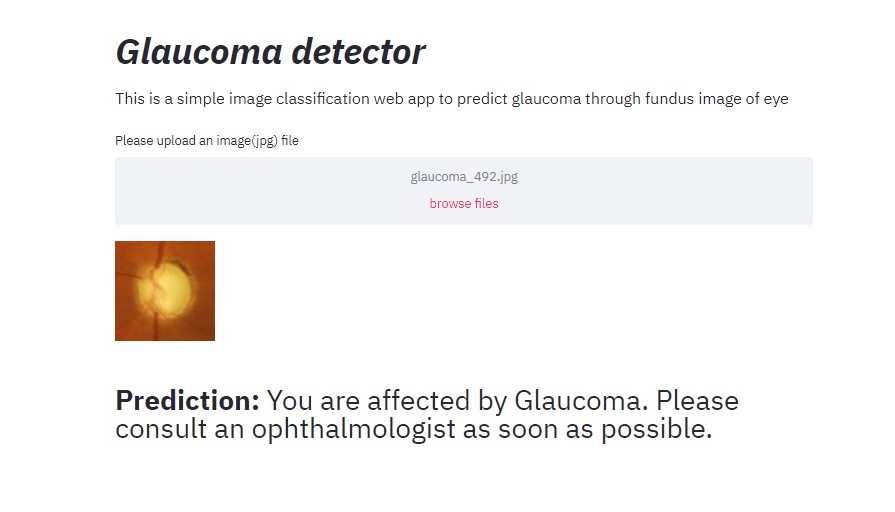 Glaucoma detector
This is a simple image classification web app to predict glaucoma through fundus image of eye
Please upload an image(jpg) file
glaucoma_492.jpg
browse files
Prediction: You are affected by Glaucoma. Please
consult an ophthalmologist as soon as possible.